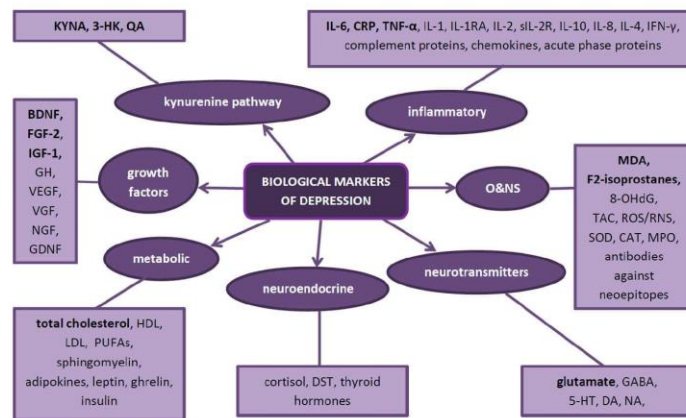 KYNA, 3-HK, QA
IL-6, CRP, TNF-α, IL-1, IL-1RA, IL-2, sIL-2R, IL-10, IL-8, IL-4, IFN-γ,
complement proteins, chemokines, acute phase proteins
kynurenine pathway
inflammatory
BDNF,
FGF-2,
IGF-1,
GH,
VEGF,
VGF,
NGF,
GDNF
growth
factors
BIOLOGICAL MARKERS
OF DEPRESSION
O&NS
MDA,
F2-isoprostanes,
8-OHdG,
TAC, ROS/RNS,
SOD, CAT, MPO,
antibodies
against
neoepitopes
metabolic
neuroendocrine
neurotransmitters
total cholesterol, HDL,
LDL, PUFAs,
sphingomyelin,
adipokines, leptin, ghrelin,
insulin
cortisol, DST, thyroid
hormones
glutamate, GABA,
5-HT, DA, NA,